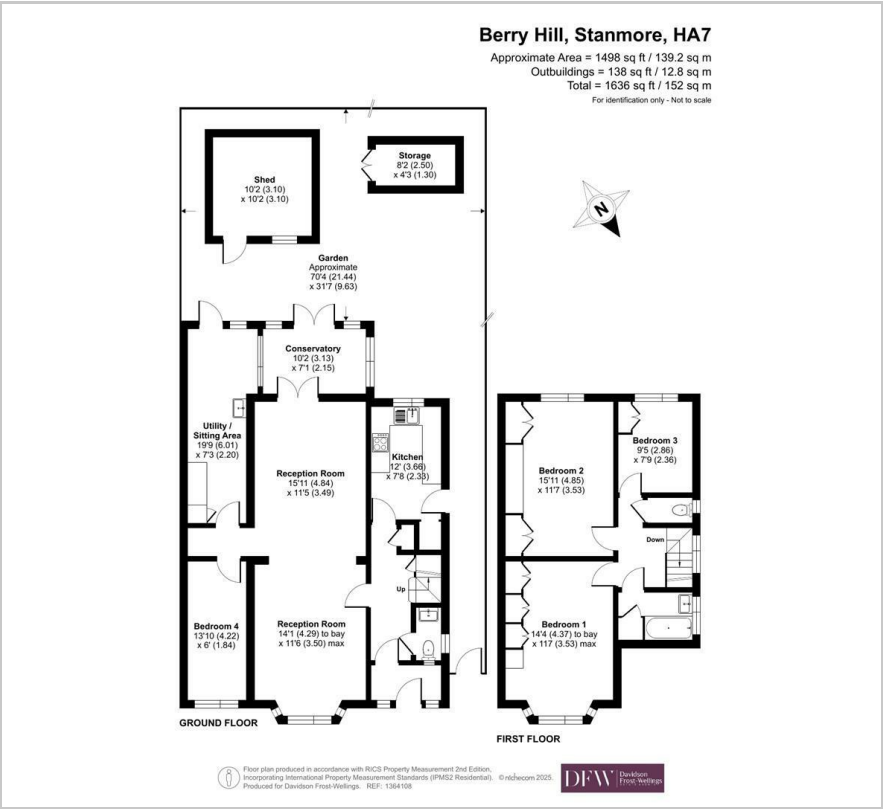 Berry Hill, Stanmore, HA7
Approximate Area = 1498 sq ft / 139.2 sq m
Outbuildings = 138 sq ft / 12.8 sq m
Total = 1636 sq ft / 152 sq m
For identification only - Not to scale
Shed
10'2 (3.10)
x 10'2 (3.10)
Storage
8'2 (2.50)
x 4'3 (1.30)
N
Garden
Approximate
70'4 (21.44)
x 31'7 (9.63)
Conservatory
10'2 (3.13)
x 7'1 (2.15)
Utility /
Sitting Area
19'9 (6.01)
x 7'3 (2.20)
Kitchen
12' (3.66)
x 7'8 (2.33)
Reception Room
15'11 (4.84)
x 11'5 (3.49)
Up
Bedroom 4
13'10 (4.22)
x 6' (1.84)
Reception Room
14'1 (4.29) to bay
x 11'6 (3.50) max
GROUND FLOOR
Bedroom 3
9'5 (2.86)
x 7'9 (2.36)
Bedroom 2
15'11 (4.85)
x 11'7 (3.53)
Down
Bedroom 1
14'4 (4.37) to bay
x 11'7 (3.53) max
FIRST FLOOR
Floor plan produced in accordance with RICS Property Measurement 2nd Edition,
Incorporating International Property Measurement Standards (IPMS2 Residential). © nichecom 2025.
Produced for Davidson Frost-Wellings. REF: 1364108
DFW
Davidson
Frost-Wellings